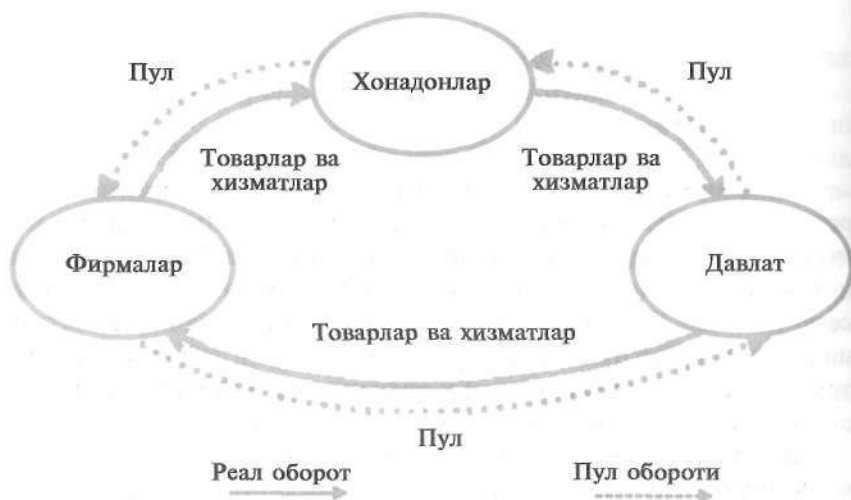 Пул
Хонадонлар
Пул
Товарлар ва
хизматлар
Товарлар ва
хизматлар
Фирмалар
Давлат
Товарлар ва хизматлар
Пул
Реал оборот
Пул обороти